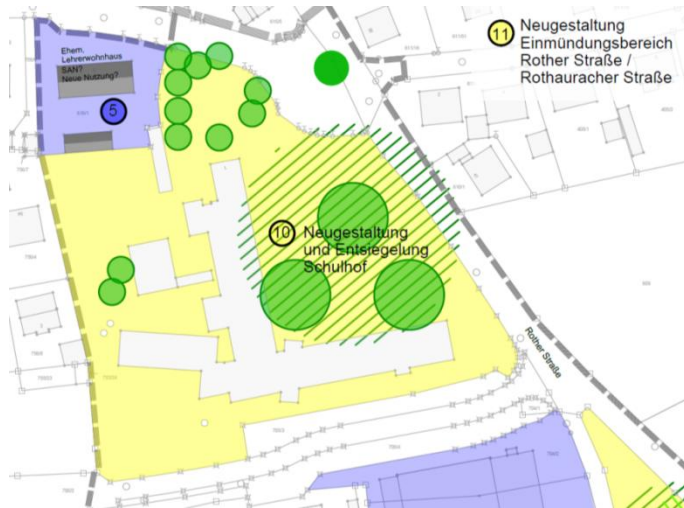 Ehem.
Lehrerwohnhaus
SAN?
Neue Nutzung?
5
11 Neugestaltung
Einmündungsbereich
Rother Straße /
Rothauracher Straße
10 Neugestaltung
und Entsiegelung
Schulhof
Rother Straße